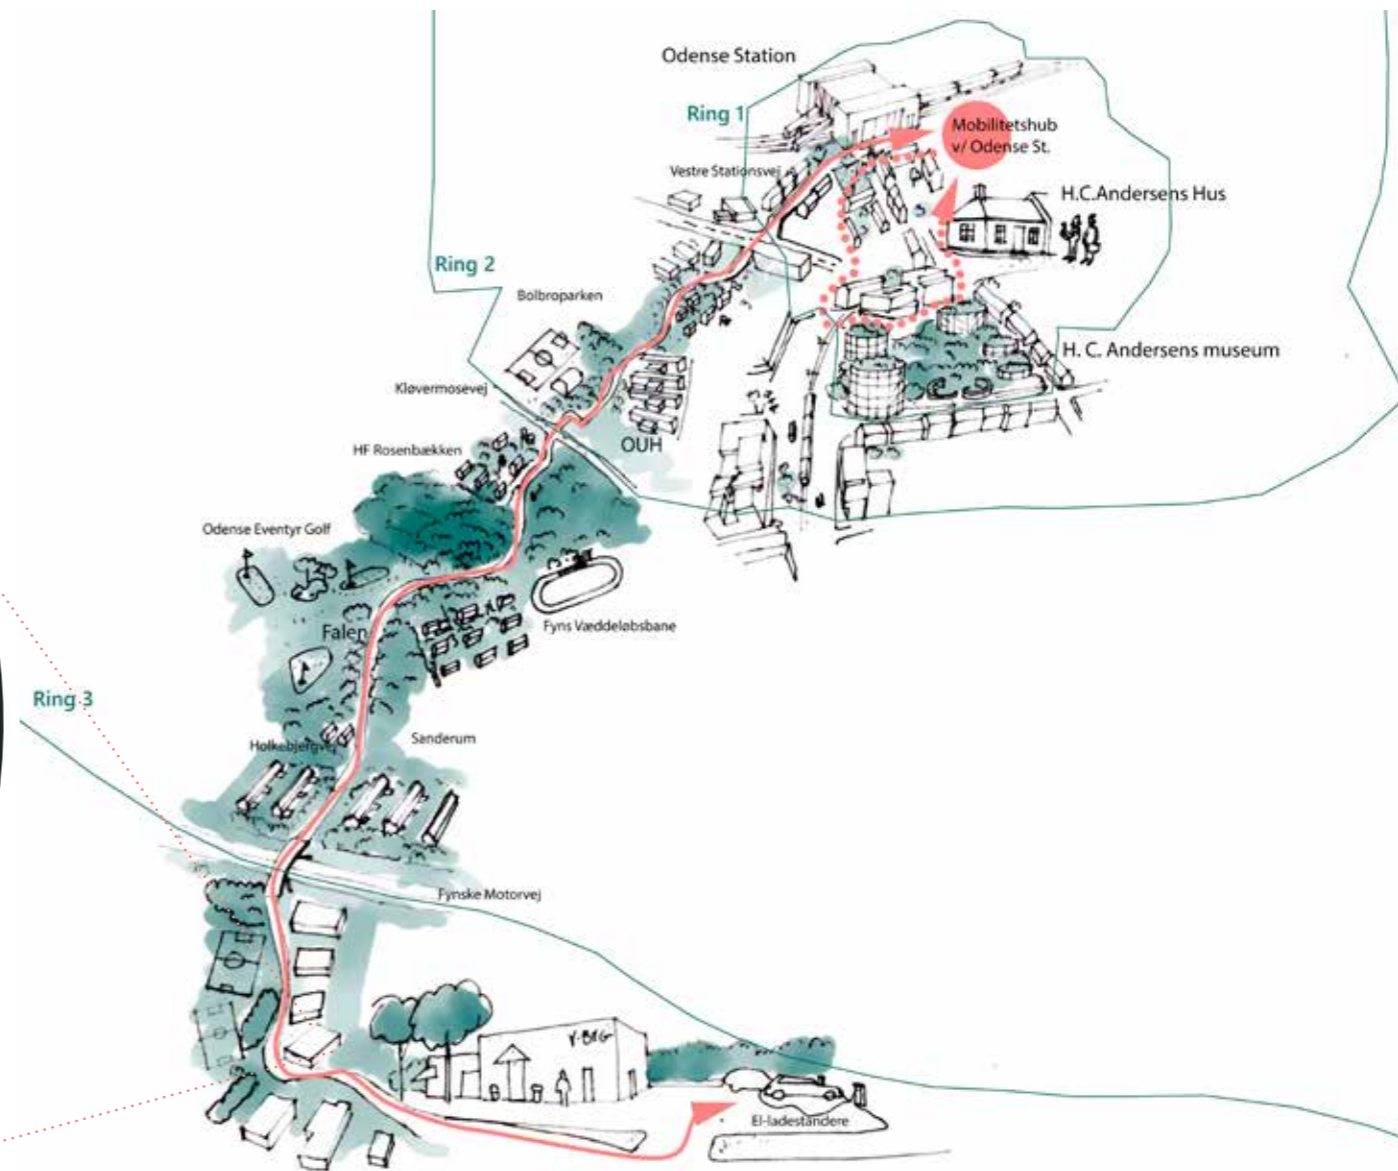 Odense Station
Ring 1
Mobilitetshub
v/ Odense St.
Vestre Stationsvej
H.C.Andersens Hus
Ring 2
Bolbroparken
H. C. Andersens museum
Kløvermosevej
OUH
HF Rosenbækken
Odense Eventyr Golf
Falen
Fyns Væddeløbsbane
Ring 3
Sanderum
Holkebjergvej
Fynske Motorvej
El-ladestandere